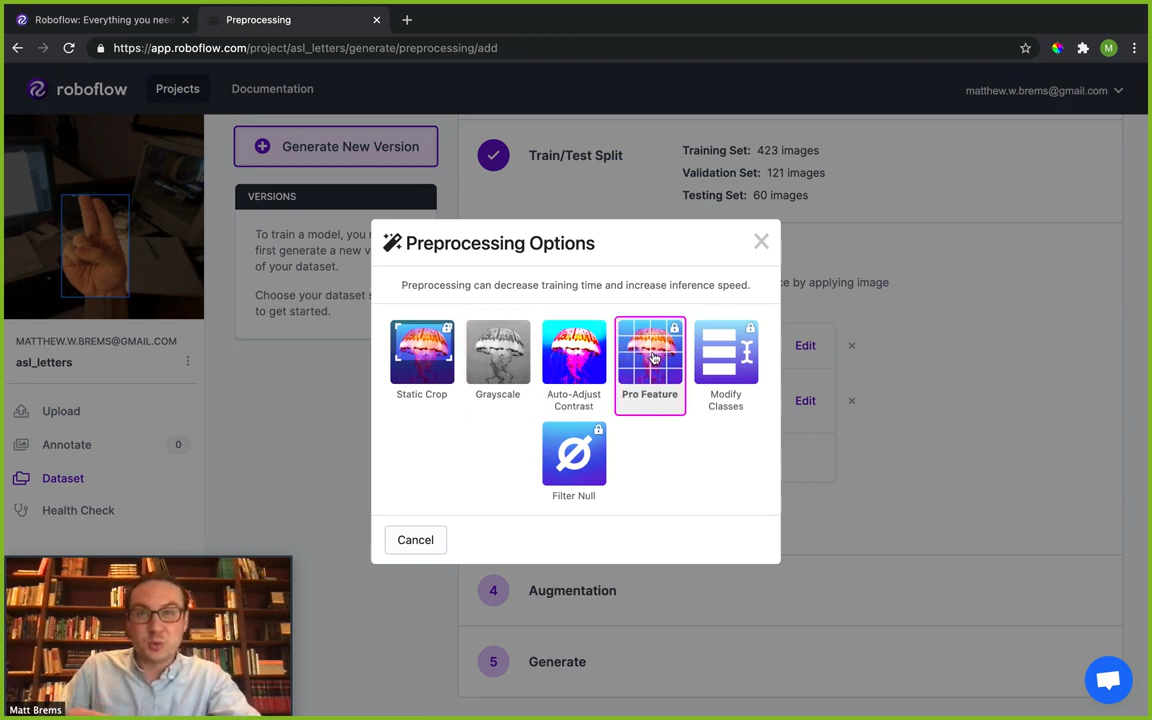 Roboflow: Everything you need
Preprocessing
https://app.roboflow.com/project/asl_letters/generate/preprocessing/add
M
roboflow
Projects
Documentation
matthew.w.brems@gmail.com
Generate New Version
VERSIONS
To train a model, you
first generate a new v
of your dataset.
Choose your dataset s
to get started.
Train/Test Split
Training Set: 423 images
Validation Set: 121 images
Testing Set: 60 images
ce by applying image
Edit
Edit
Preprocessing Options
Preprocessing can decrease training time and increase inference speed.
Static Crop
Grayscale
Auto-Adjust
Contrast
Pro Feature
Modify
Classes
Filter Null
Cancel
MATTHEW.W.BREMS@GMAIL.COM
asl_letters
Upload
Annotate
0
Dataset
Health Check
4
Augmentation
5
Generate
Matt Brems